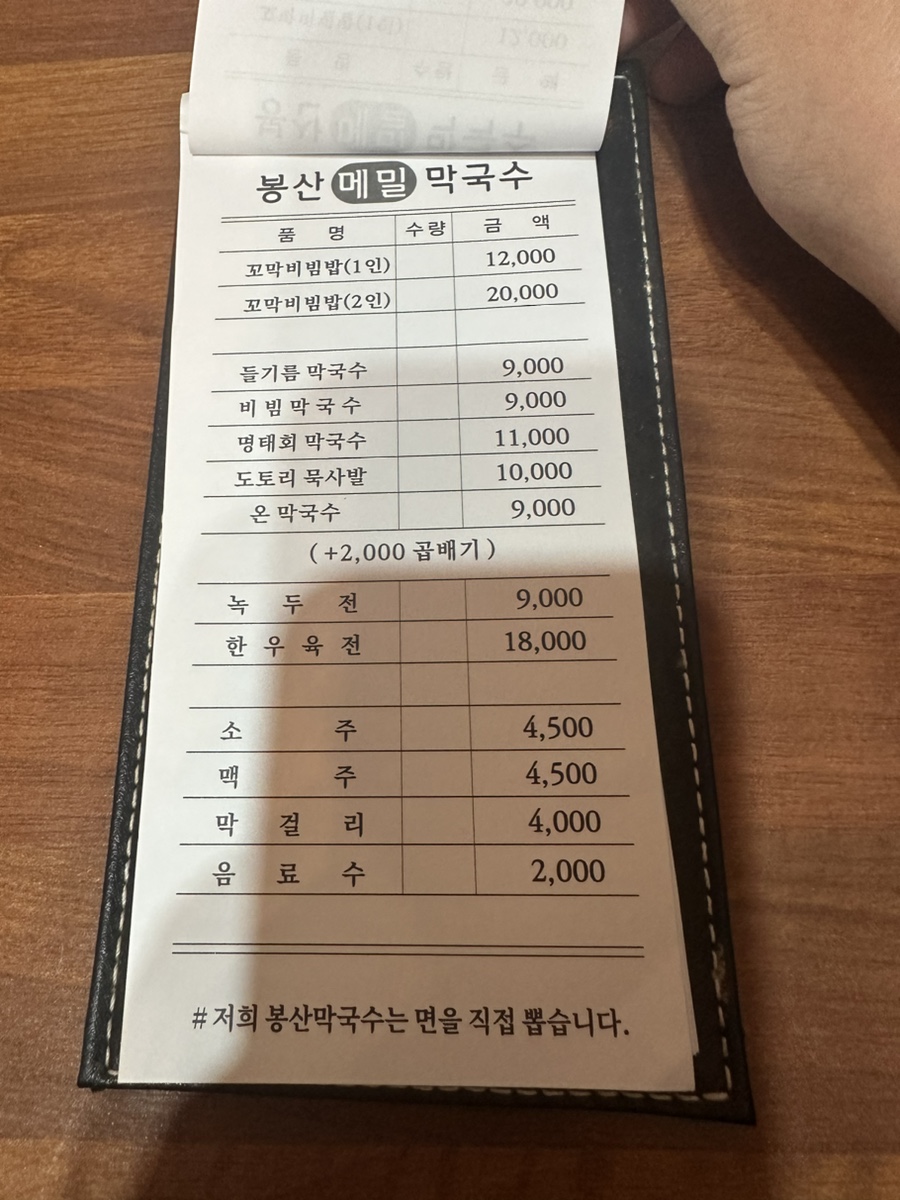 봉산 메밀 막국수
품 명 수량 금 액
꼬막비빔밥(1인) 12,000
꼬막비빔밥(2인) 20,000
들기름 막국수 9,000
비 빔 막 국 수 9,000
명태회 막국수 11,000
도토리 묵사발 10,000
온 막국수 9,000
( +2,000 곱배기 )
녹 두 전 9,000
한 우 육 전 18,000
소 주 4,500
맥 주 4,500
막 걸 리 4,000
음 료 수 2,000
# 저희 봉산막국수는 면을 직접 뽑습니다.